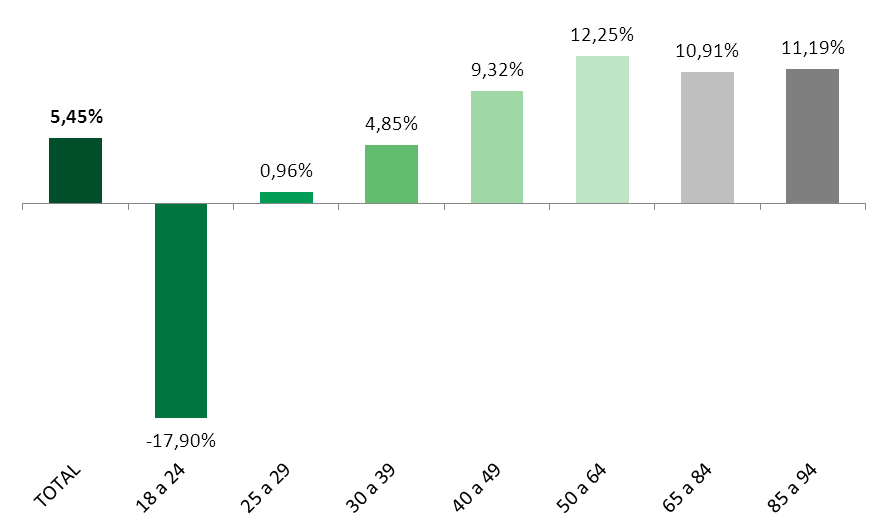 5,45%
-17,90%
0,96%
4,85%
9,32%
12,25%
10,91%
11,19%
TOTAL
18 a 24
25 a 29
30 a 39
40 a 49
50 a 64
65 a 84
85 a 94